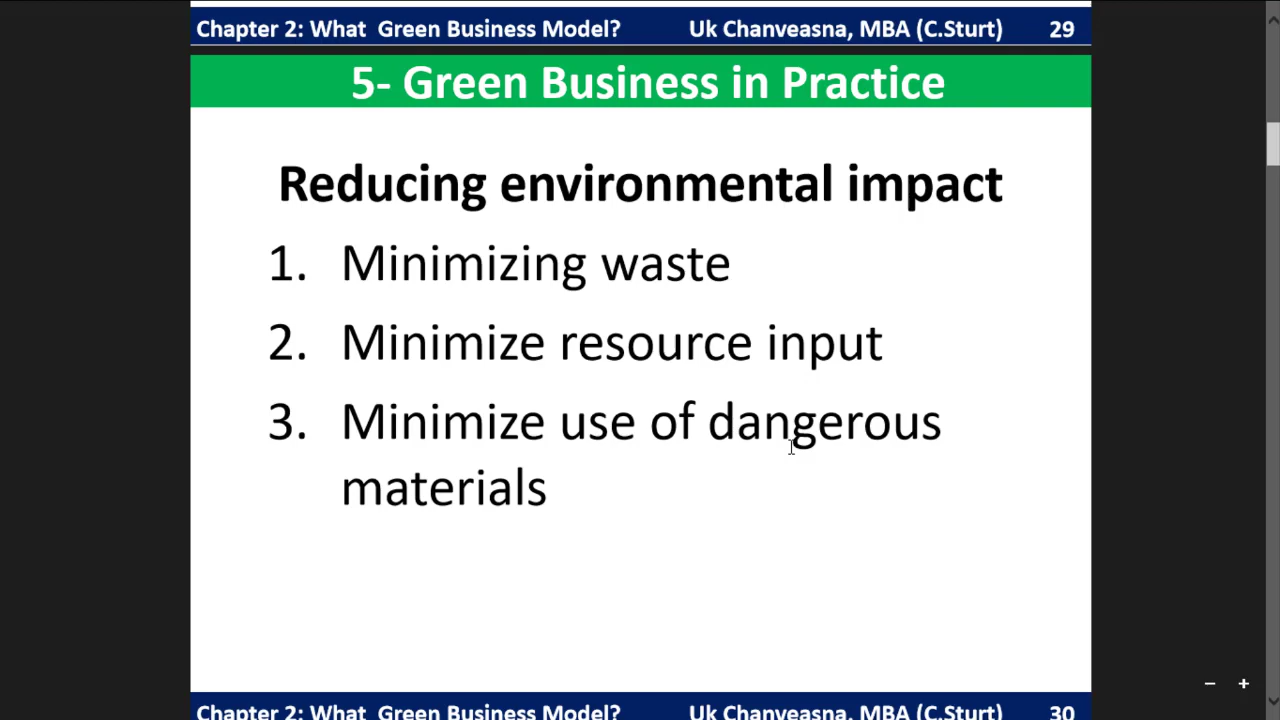 Chapter 2: What Green Business Model? Uk Chanveasna, MBA (C.Sturt) 29
5- Green Business in Practice
Reducing environmental impact
1. Minimizing waste
2. Minimize resource input
3. Minimize use of dangerous
materials
Chapter 2: What Green Business Model? Uk Chanveasna, MBA (C.Sturt) 30